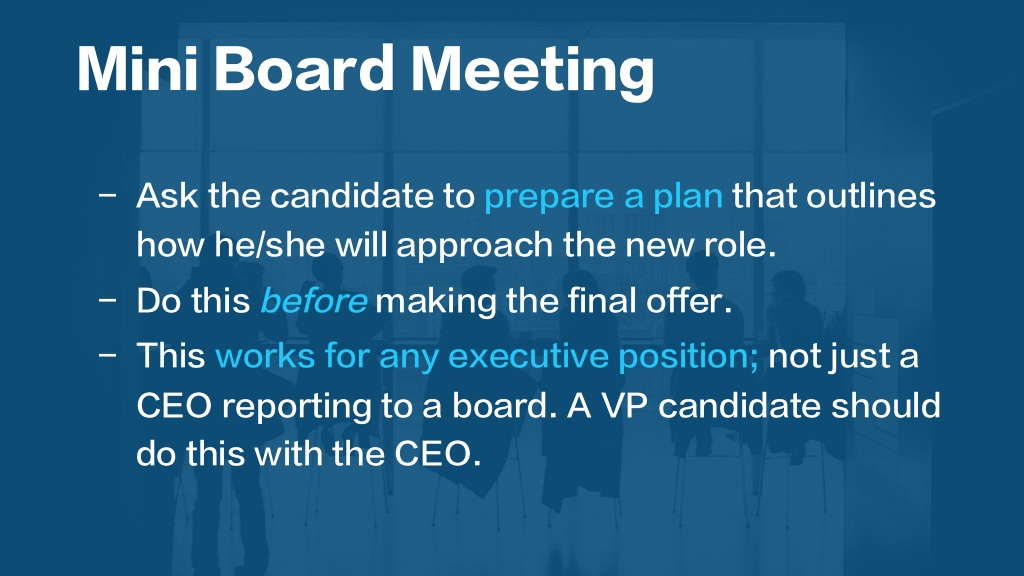 Mini Board Meeting
– Ask the candidate to prepare a plan that outlines
how he/she will approach the new role.
– Do this before making the final offer.
– This works for any executive position; not just a
CEO reporting to a board. A VP candidate should
do this with the CEO.